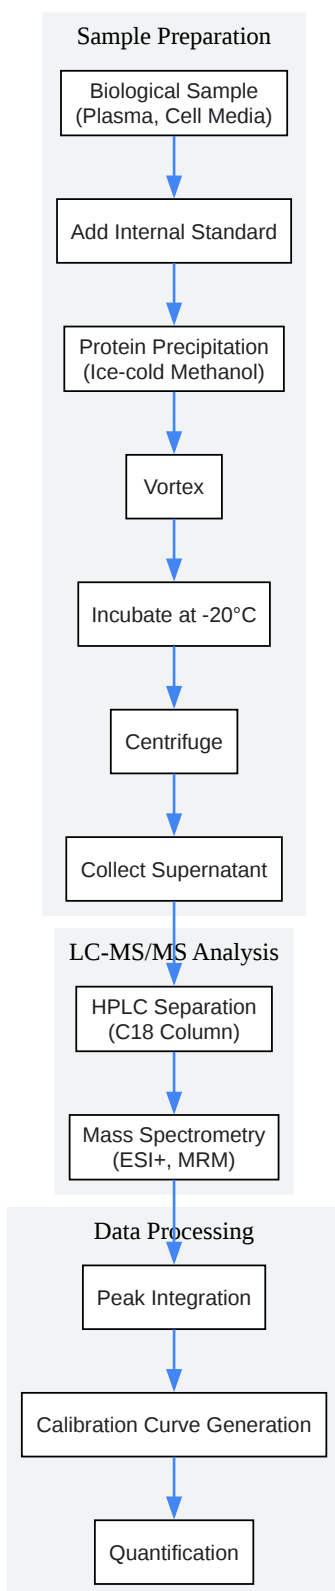 Sample Preparation
Biological Sample
(Plasma, Cell Media)
Add Internal Standard
Protein Precipitation
(Ice-cold Methanol)
Vortex
Incubate at -20°C
Centrifuge
Collect Supernatant
LC-MS/MS Analysis
HPLC Separation
(C18 Column)
Mass Spectrometry
(ESI+, MRM)
Data Processing
Peak Integration
Calibration Curve Generation
Quantification